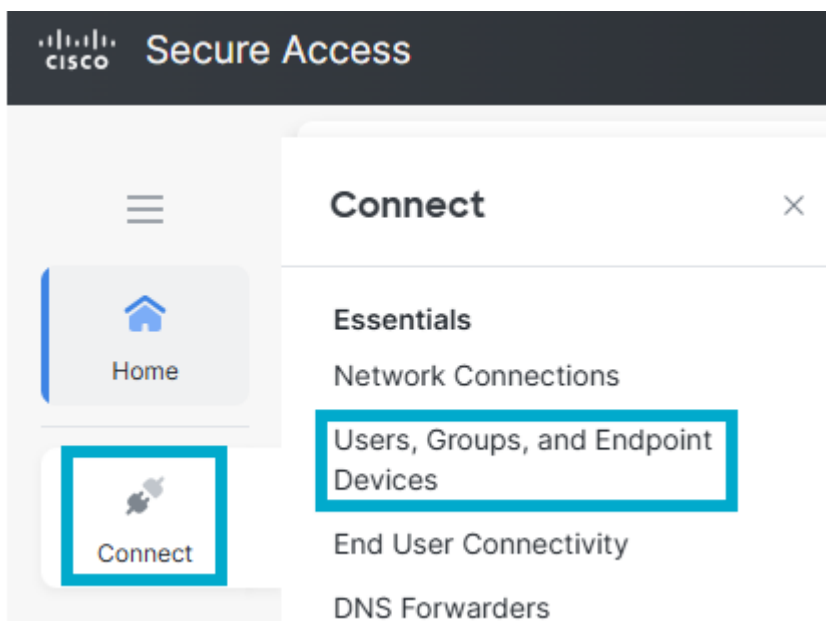 CISCO Secure Access
Connect
Home
Essentials
Network Connections
Users, Groups, and Endpoint
Devices
Connect
End User Connectivity
DNS Forwarders